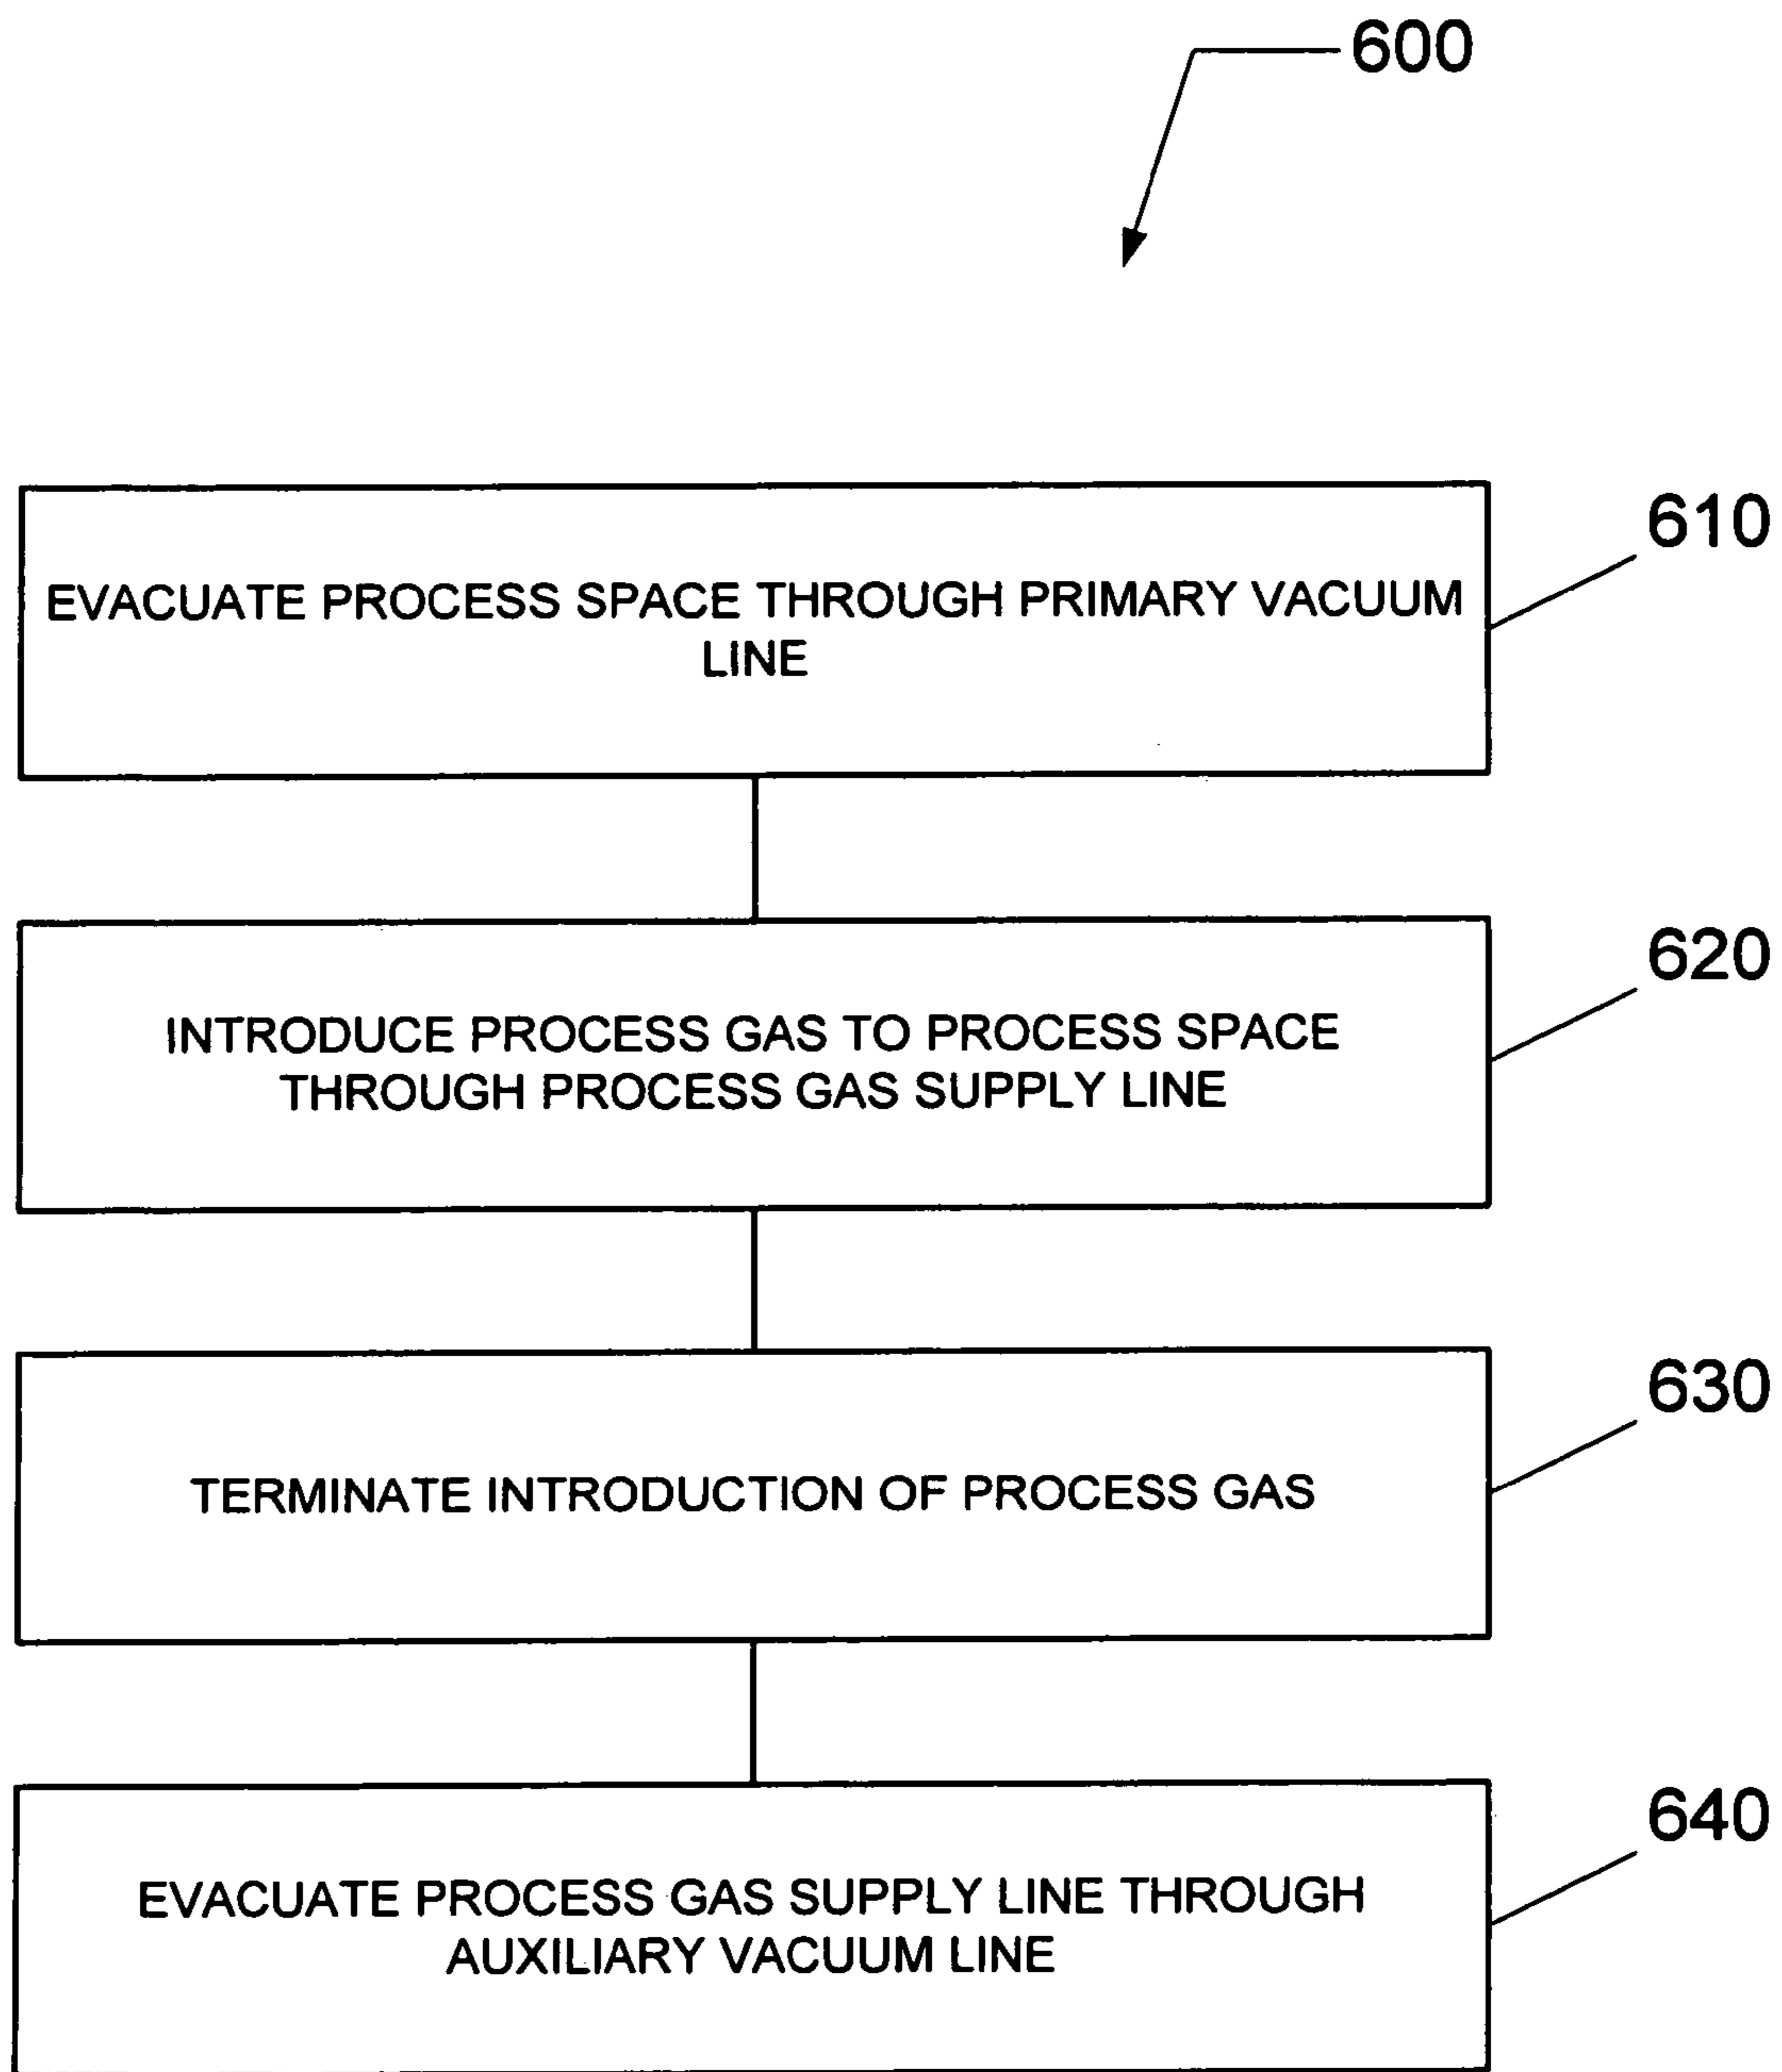 600
EVACUATE PROCESS SPACE THROUGH PRIMARY VACUUM
LINE
610
INTRODUCE PROCESS GAS TO PROCESS SPACE
THROUGH PROCESS GAS SUPPLY LINE
620
TERMINATE INTRODUCTION OF PROCESS GAS
630
EVACUATE PROCESS GAS SUPPLY LINE THROUGH
AUXILIARY VACUUM LINE
640